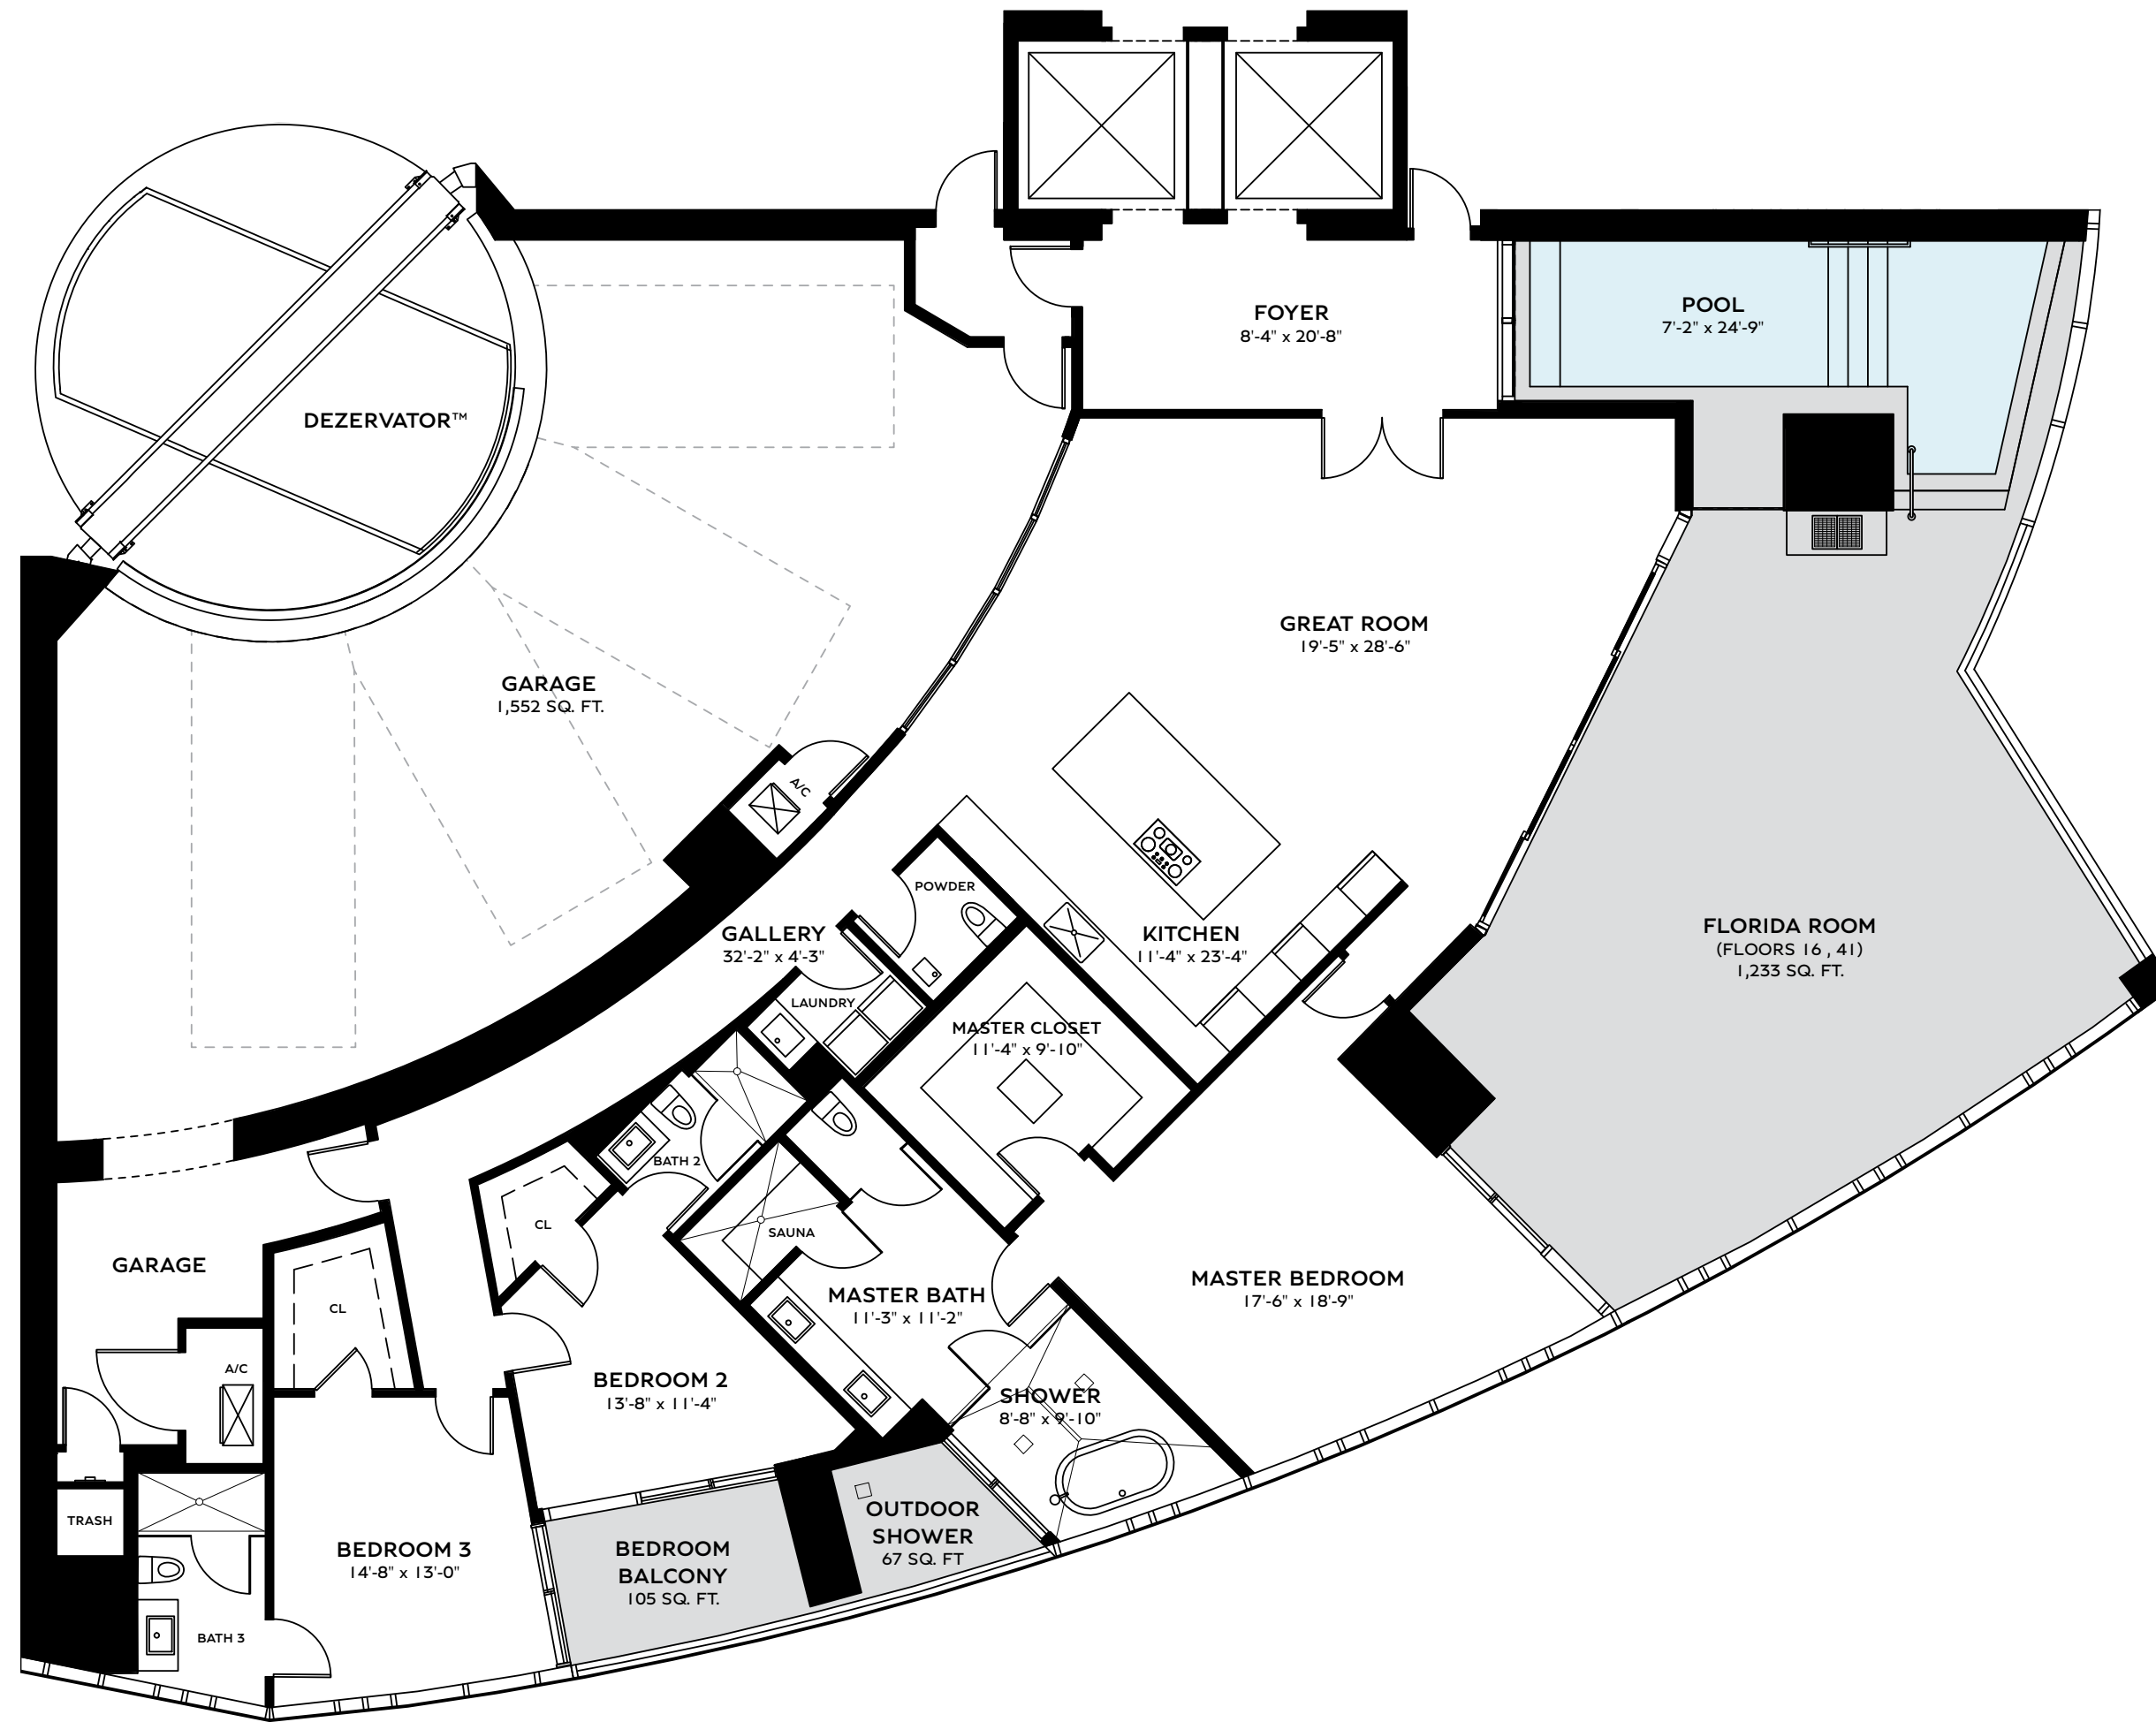 FOYER
8'-4" x 20'-8"
POOL
7'-2" x 24'-9"
DEZERVATOR™
GREAT ROOM
19'-5" x 28'-6"
GARAGE
1,552 SQ. FT.
A/C
POWDER
GALLERY
32'-2" x 4'-3"
KITCHEN
11'-4" x 23'-4"
FLORIDA ROOM
(FLOORS 16 , 41)
1,233 SQ. FT.
LAUNDRY
MASTER CLOSET
11'-4" x 9'-10"
BATH 2
CL
SAUNA
GARAGE
CL
MASTER BATH
11'-3" x 11'-2"
MASTER BEDROOM
17'-6" x 18'-9"
A/C
BEDROOM 2
13'-8" x 11'-4"
SHOWER
8'-8" x 9'-10"
TRASH
BEDROOM 3
14'-8" x 13'-0"
BEDROOM
BALCONY
105 SQ. FT.
OUTDOOR
SHOWER
67 SQ. FT
BATH 3